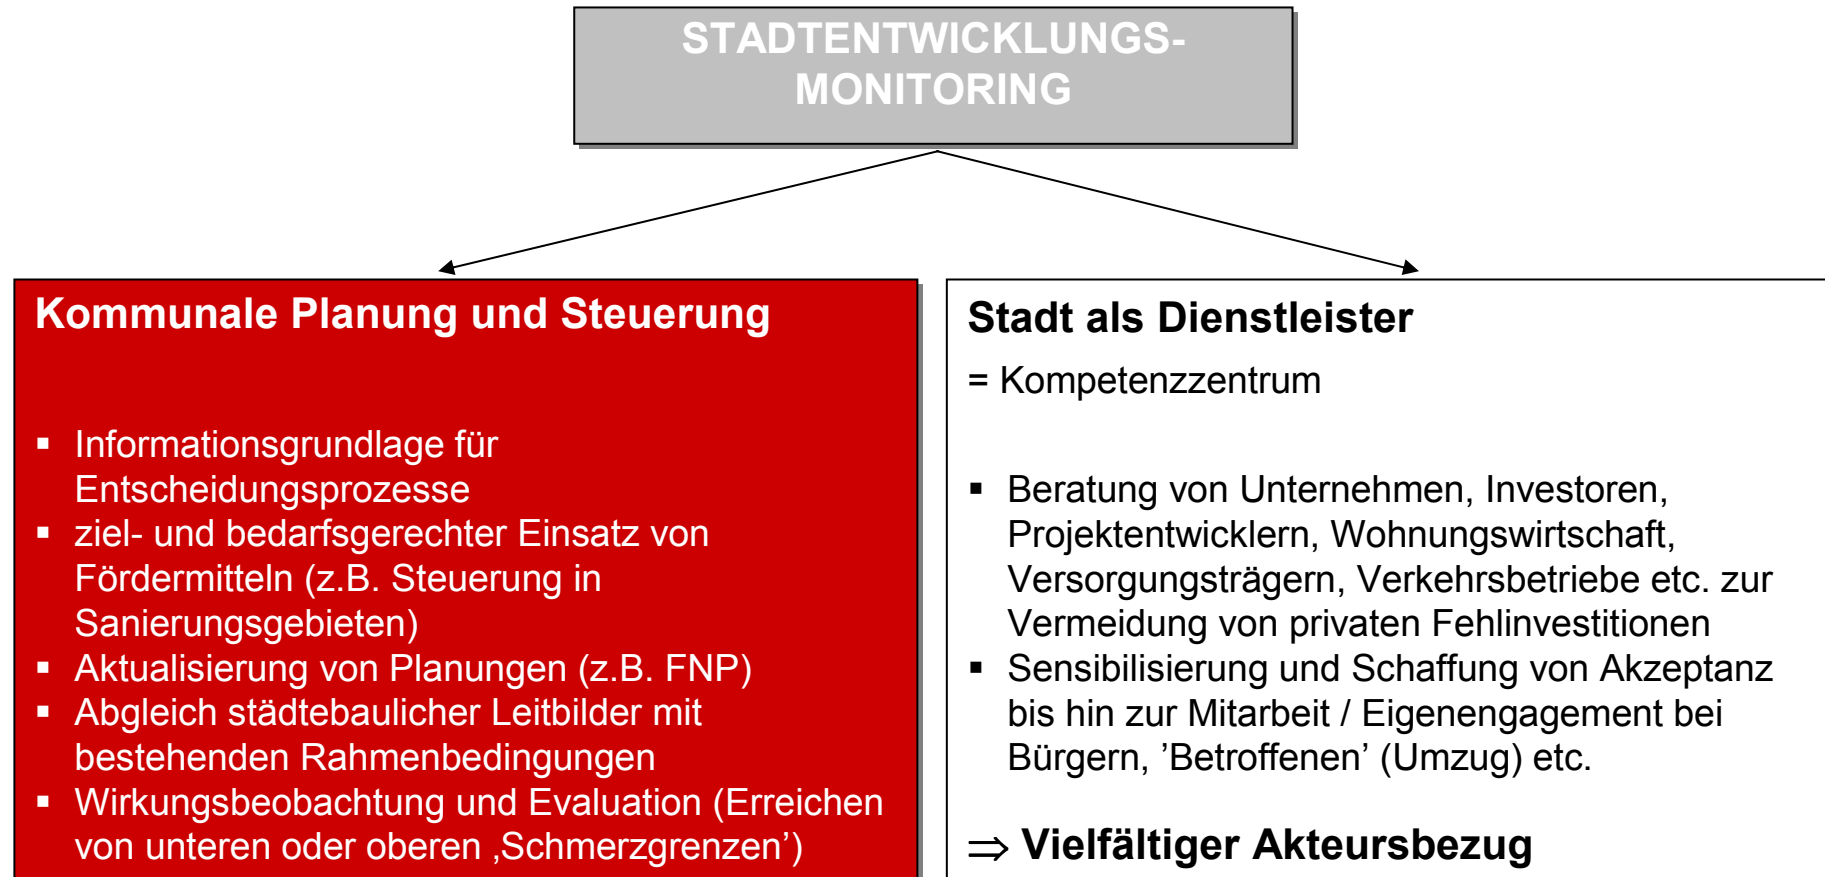 STADTENTWICKLUNGS-
MONITORING
Kommunale Planung und Steuerung
▪ Informationsgrundlage für
Entscheidungsprozesse
▪ ziel- und bedarfsgerechter Einsatz von
Fördermitteln (z.B. Steuerung in
Sanierungsgebieten)
▪ Aktualisierung von Planungen (z.B. FNP)
▪ Abgleich städtebaulicher Leitbilder mit
bestehenden Rahmenbedingungen
▪ Wirkungsbeobachtung und Evaluation (Erreichen
von unteren oder oberen ‚Schmerzgrenzen’)
Stadt als Dienstleister
= Kompetenzzentrum
▪ Beratung von Unternehmen, Investoren,
Projektentwicklern, Wohnungswirtschaft,
Versorgungsträgern, Verkehrsbetriebe etc. zur
Vermeidung von privaten Fehlinvestitionen
▪ Sensibilisierung und Schaffung von Akzeptanz
bis hin zur Mitarbeit / Eigenengagement bei
Bürgern, ’Betroffenen’ (Umzug) etc.
⇒ Vielfältiger Akteursbezug